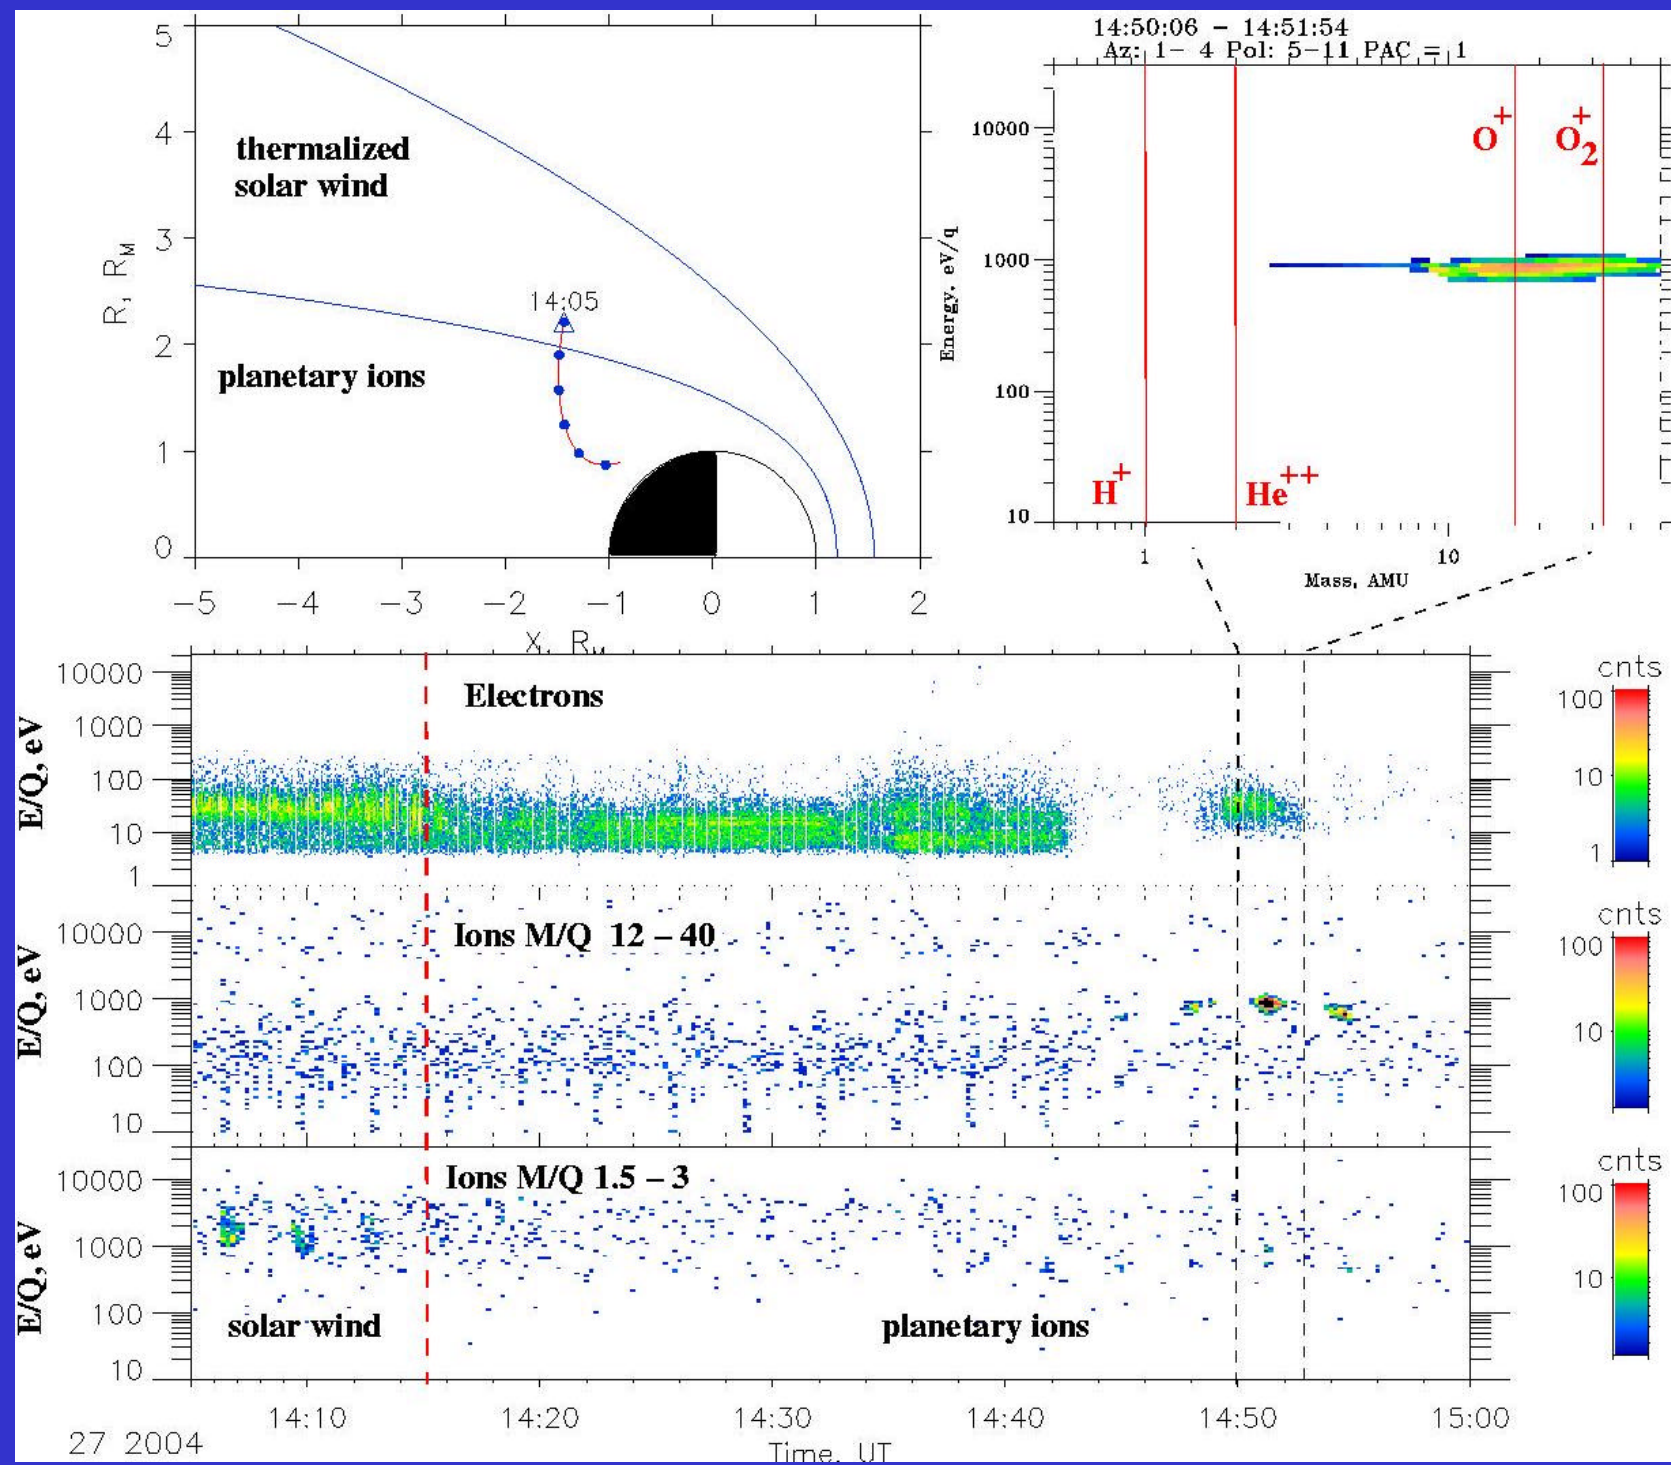 5
4
3
2
1
0
R, R_M
thermalized
solar wind
planetary ions
14:05
-5 -4 -3 -2 -1 0 1 2
14:50:06 - 14:51:54
Az: 1- 4 Pol: 5-11 PAC = 1
10000
1000
100
10
Energy, eV/q
H+
He++
O+
O2+
1 10
Mass, AMU
10000
1000
100
10
1
E/Q, eV
Electrons
cnts
100
10
1
10000
1000
100
10
E/Q, eV
Ions M/Q 12 – 40
cnts
100
10
10000
1000
100
10
E/Q, eV
Ions M/Q 1.5 – 3
solar wind
planetary ions
cnts
100
10
14:10 14:20 14:30 14:40 14:50 15:00
27 2004
Time, UT